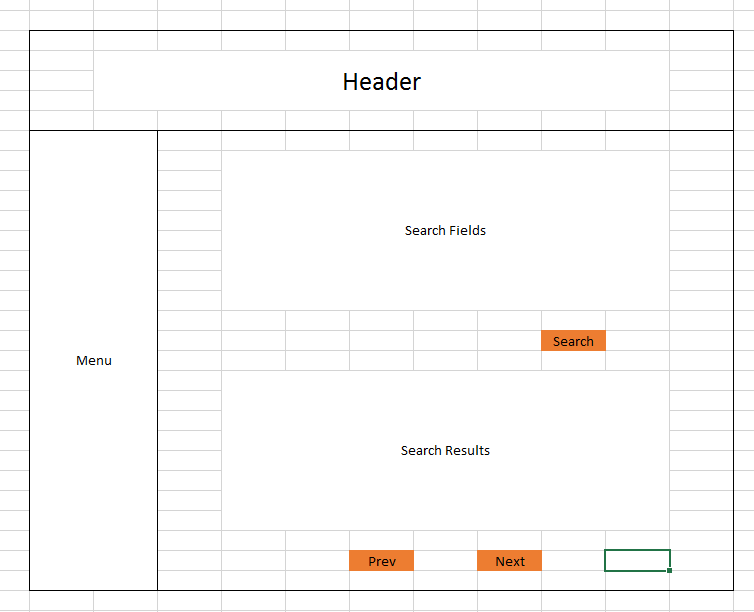 Header
Search Fields
Search
Menu
Search Results
Prev
Next